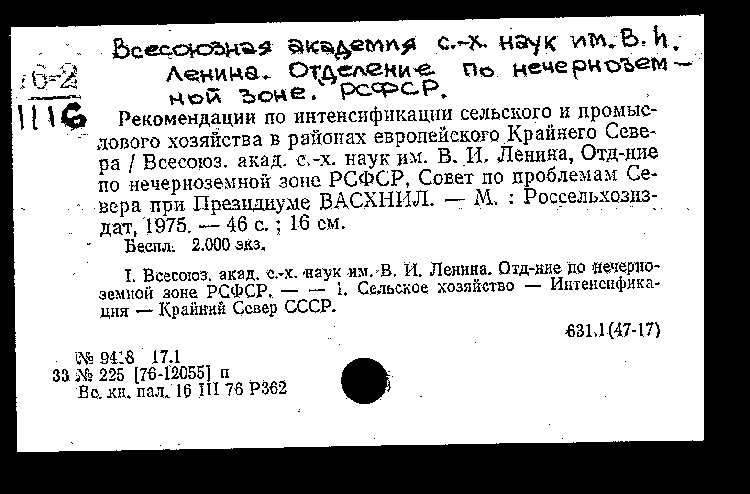 Всесоюзная академия с.-х. наук им. В. И.
Ленина. Отделение по нечернозем-
ной зоне. РСФСР.
76-2
1116
Рекомендации по интенсификации сельского и промыс-
лового хозяйства в районах европейского Крайнего Севе-
ра / Всесоюз. акад. с.-х. наук им. В. И. Ленина, Отд-ние
по нечерноземной зоне РСФСР, Совет по проблемам Се-
вера при Президиуме ВАСХНИЛ. — М. : Россельхозиз-
дат, 1975. — 46 с. ; 16 см.
Беспл. 2.000 экз.
I. Всесоюз. акад. с.-х. наук им. В. И. Ленина. Отд-ние по нечерно-
земной зоне РСФСР. — — 1. Сельское хозяйство — Интенсифика-
ция — Крайний Север СССР.
631.1 (47-17)
№ 9418 17.1
33 № 225 [76-12055] п
Вс. кн. пал. 16 III 76 Р362